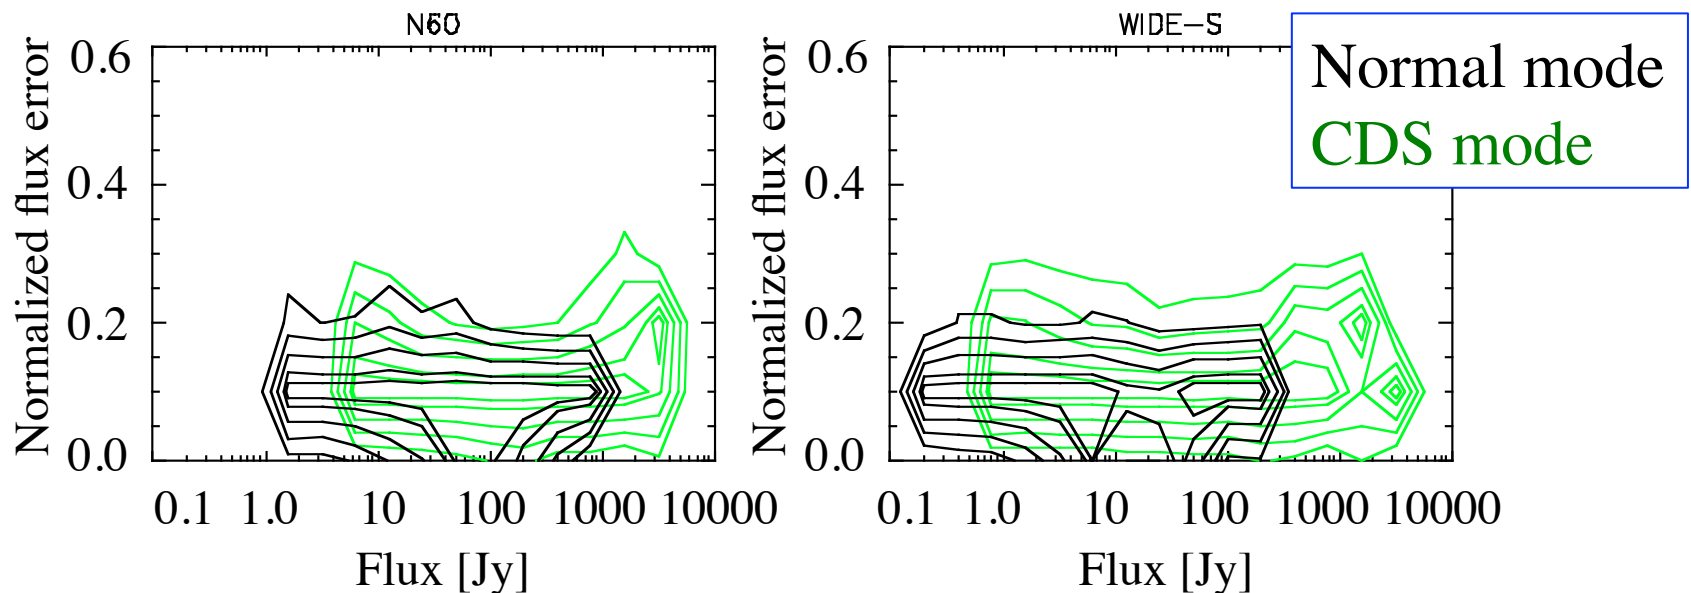 N60
WIDE-S
Normal mode
CDS mode
Normalized flux error
0.6
0.4
0.2
0.0
0.1 1.0 10 100 1000 10000
Flux [Jy]
Normalized flux error
0.6
0.4
0.2
0.0
0.1 1.0 10 100 1000 10000
Flux [Jy]